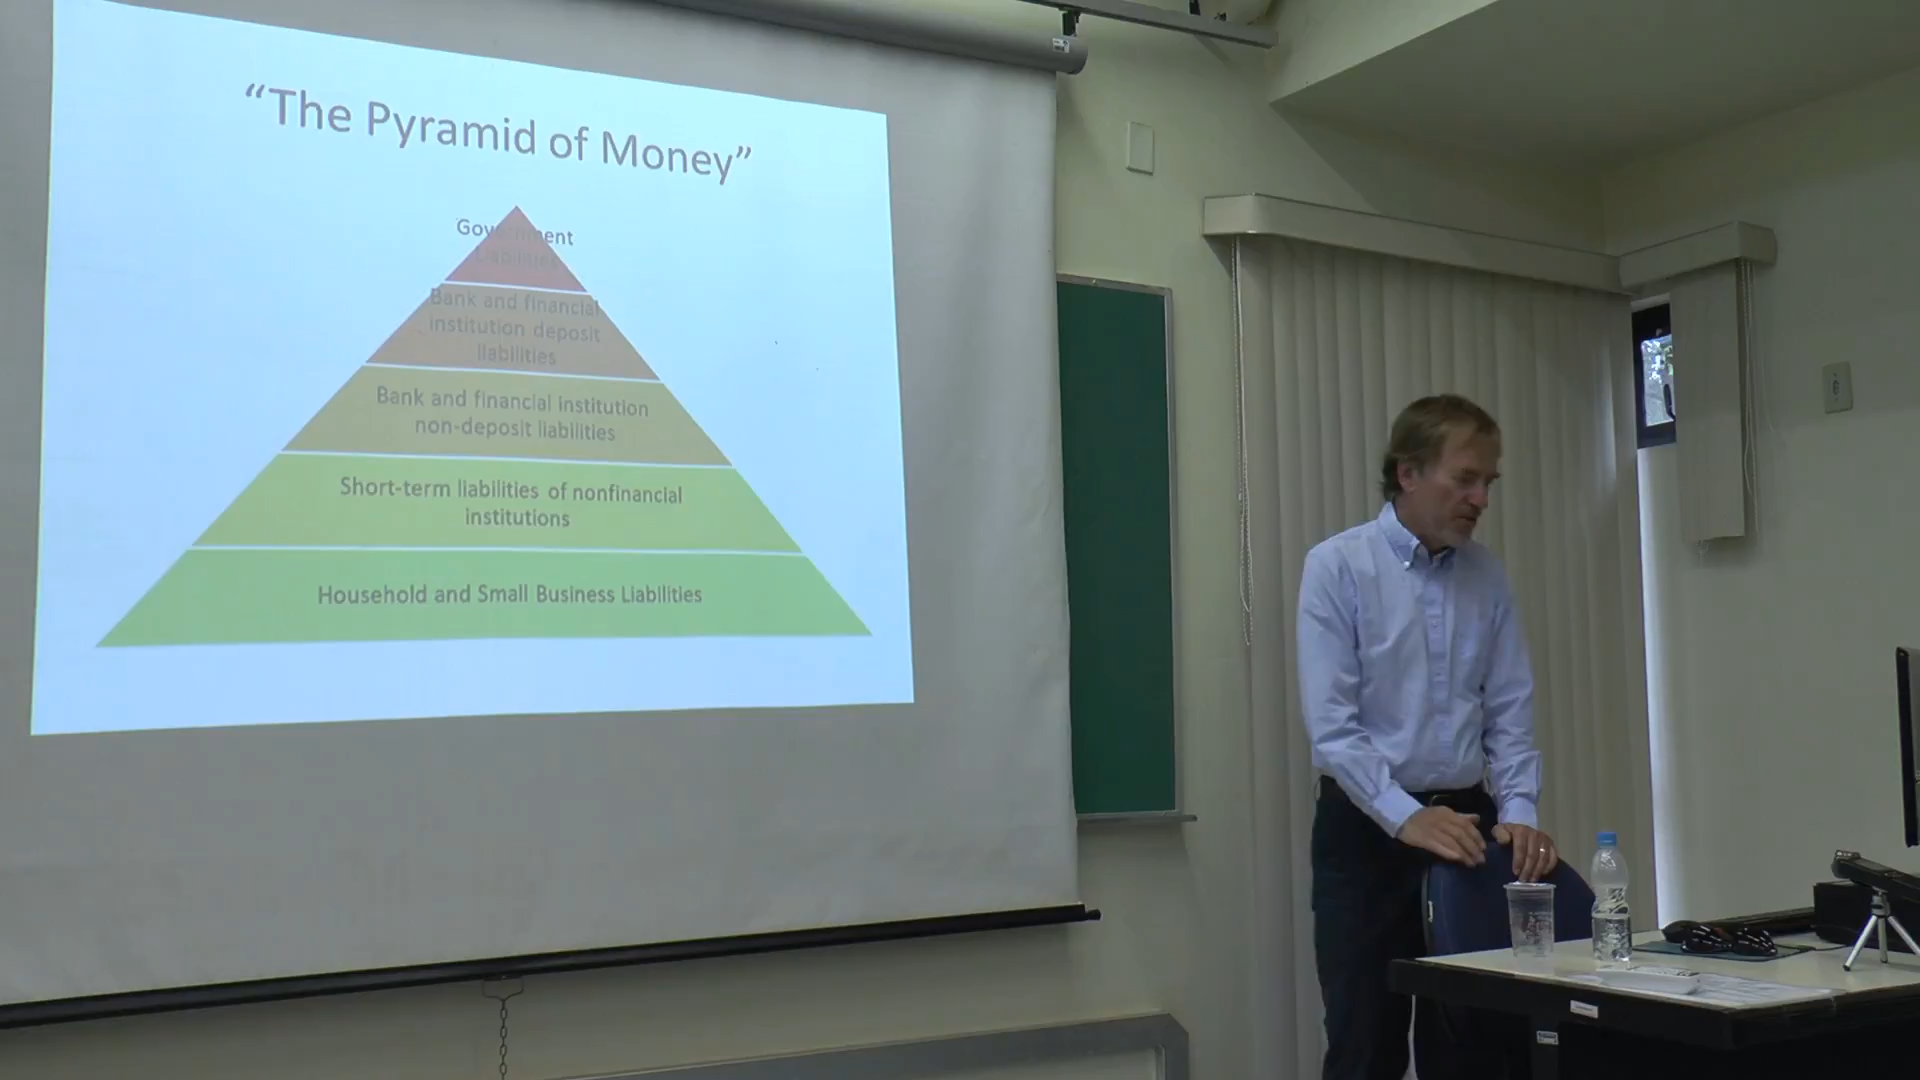 “The Pyramid of Money”
Government
Liabilities
Bank and financial
institution deposit
liabilities
Bank and financial institution
non-deposit liabilities
Short-term liabilities of nonfinancial
institutions
Household and Small Business Liabilities